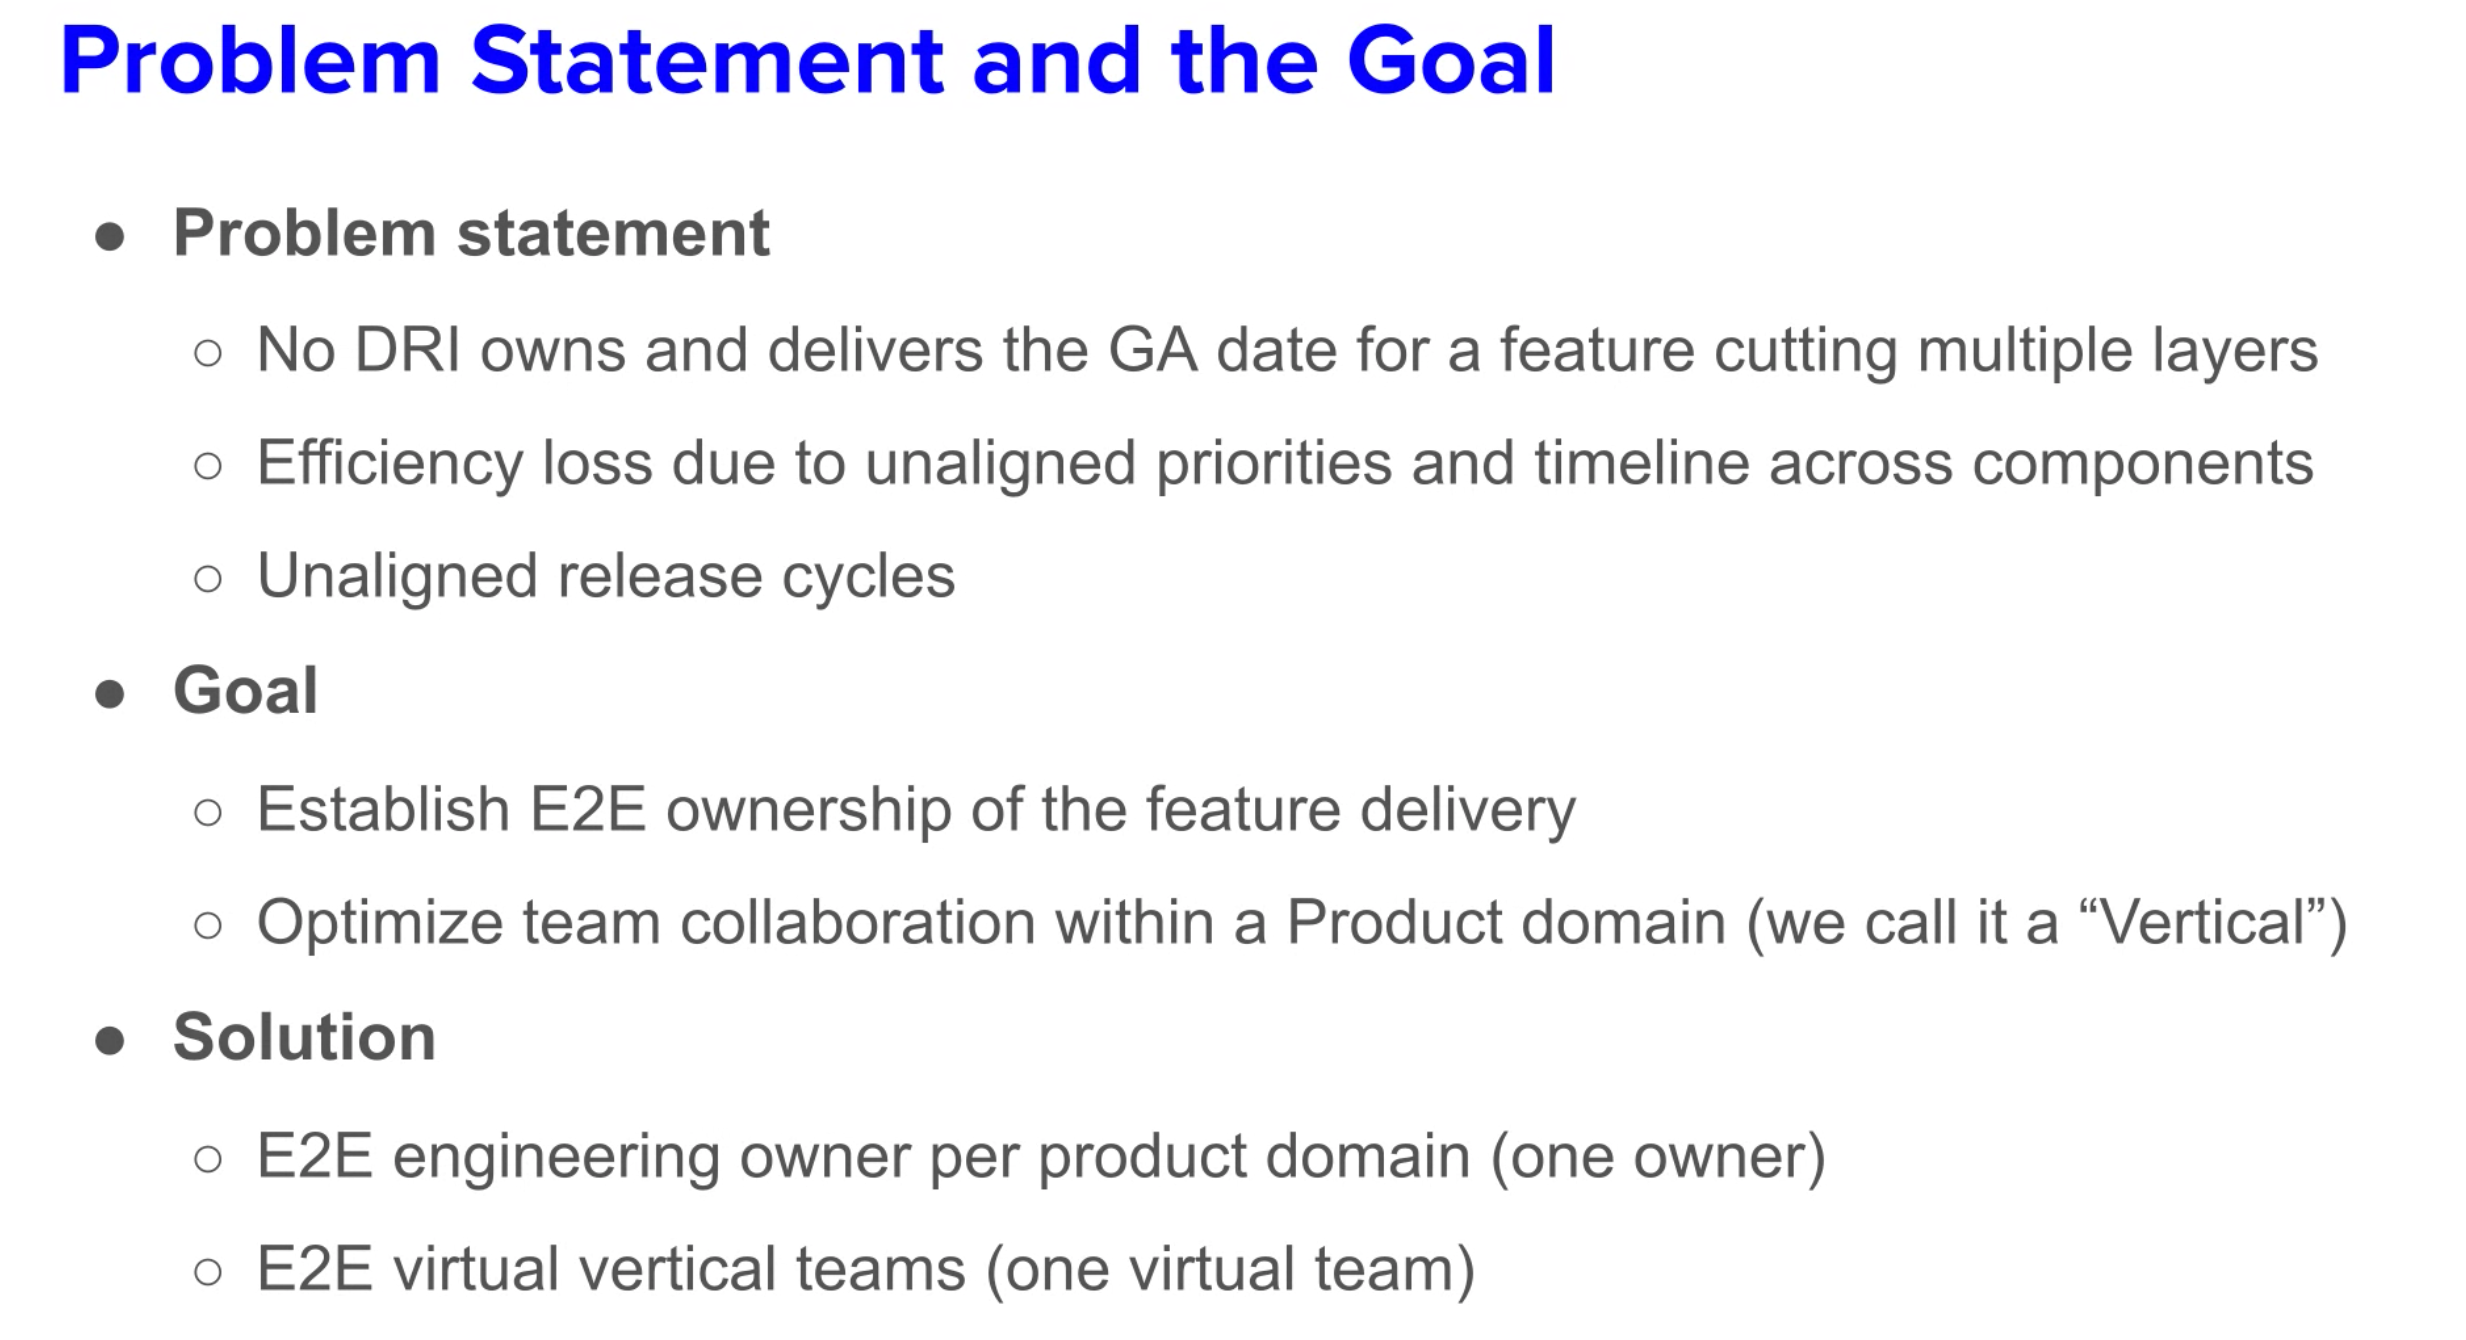 Problem Statement and the Goal
● Problem statement
○ No DRI owns and delivers the GA date for a feature cutting multiple layers
○ Efficiency loss due to unaligned priorities and timeline across components
○ Unaligned release cycles
● Goal
○ Establish E2E ownership of the feature delivery
○ Optimize team collaboration within a Product domain (we call it a “Vertical”)
● Solution
○ E2E engineering owner per product domain (one owner)
○ E2E virtual vertical teams (one virtual team)